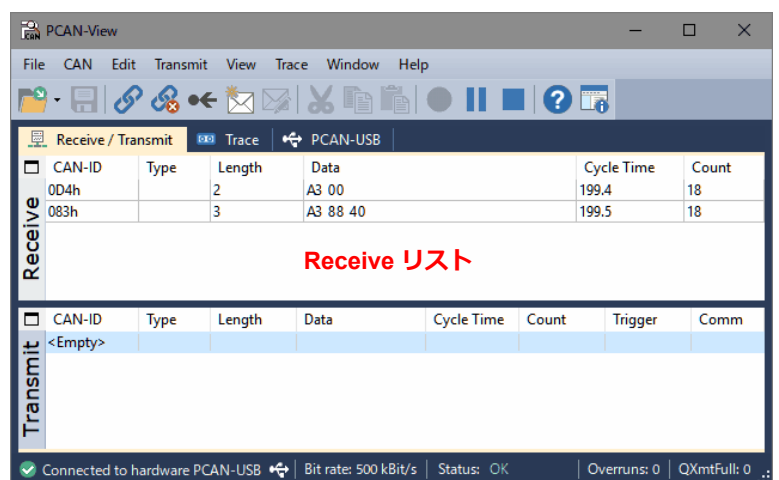 PCAN-View
File CAN Edit Transmit View Trace Window Help
Receive / Transmit Trace PCAN-USB
CAN-ID Type Length Data Cycle Time Count
0D4h 2 A3 00 199.4 18
083h 3 A3 88 40 199.5 18
Receive
Receive リスト
CAN-ID Type Length Data Cycle Time Count Trigger Comm
<Empty>
Transmit
Connected to hardware PCAN-USB Bit rate: 500 kBit/s Status: OK Overruns: 0 QXmtFull: 0